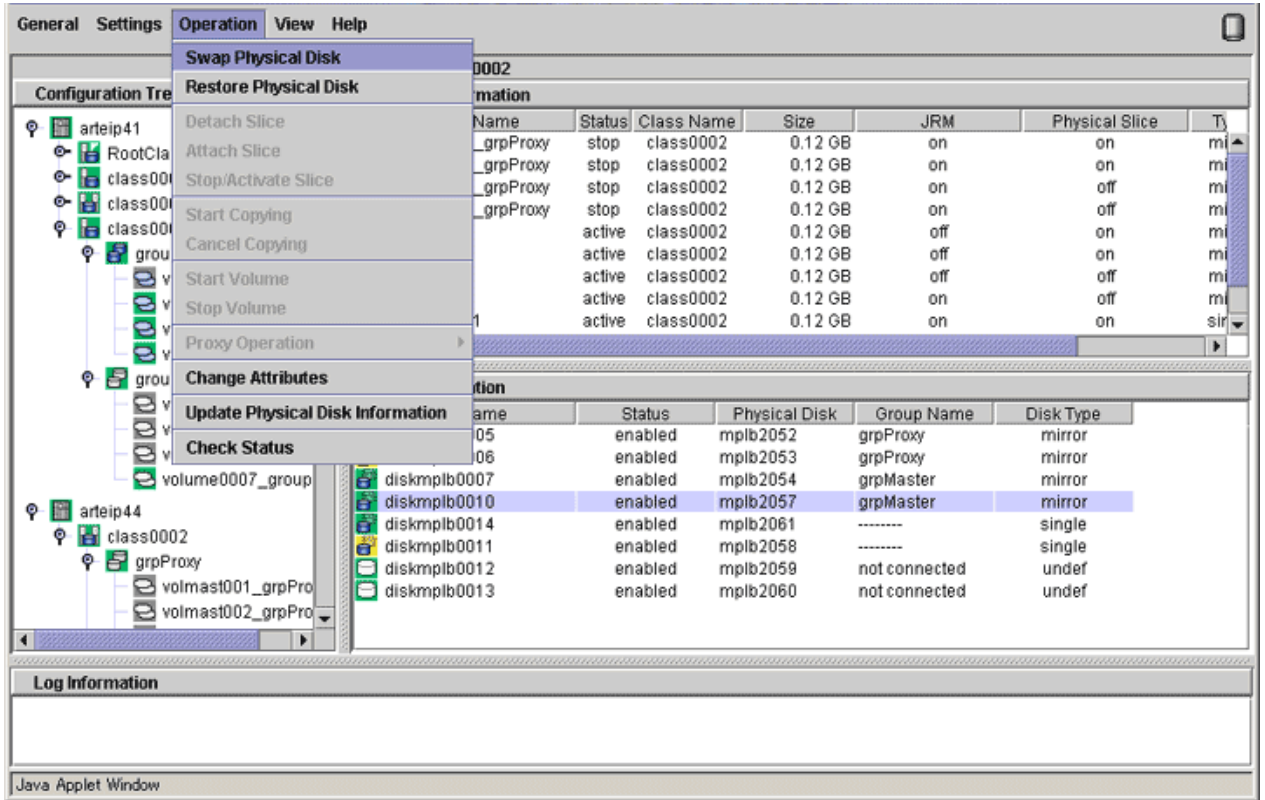 General Settings Operation View Help
Swap Physical Disk
Restore Physical Disk
Detach Slice
Attach Slice
Stop/Activate Slice
Start Copying
Cancel Copying
Start Volume
Stop Volume
Proxy Operation
Change Attributes
Update Physical Disk Information
Check Status
0002
Configuration Tre
arteip41
RootCla
class00
class00
class00
grou
v
v
v
v
grou
v
v
v
volume0007_group
arteip44
class0002
grpProxy
volmast001_grpPro
volmast002_grpPro
rmation
Name Status Class Name Size JRM Physical Slice Ty
_grpProxy stop class0002 0.12 GB on on mi
_grpProxy stop class0002 0.12 GB on on mi
_grpProxy stop class0002 0.12 GB on off mi
_grpProxy stop class0002 0.12 GB on off mi
active class0002 0.12 GB off on mi
active class0002 0.12 GB off on mi
active class0002 0.12 GB off off mi
active class0002 0.12 GB on off mi
1 active class0002 0.12 GB on on sir
tion
ame Status Physical Disk Group Name Disk Type
05 enabled mplb2052 grpProxy mirror
06 enabled mplb2053 grpProxy mirror
diskmplb0007 enabled mplb2054 grpMaster mirror
diskmplb0010 enabled mplb2057 grpMaster mirror
diskmplb0014 enabled mplb2061 -------- single
diskmplb0011 enabled mplb2058 -------- single
diskmplb0012 enabled mplb2059 not connected undef
diskmplb0013 enabled mplb2060 not connected undef
Log Information
Java Applet Window